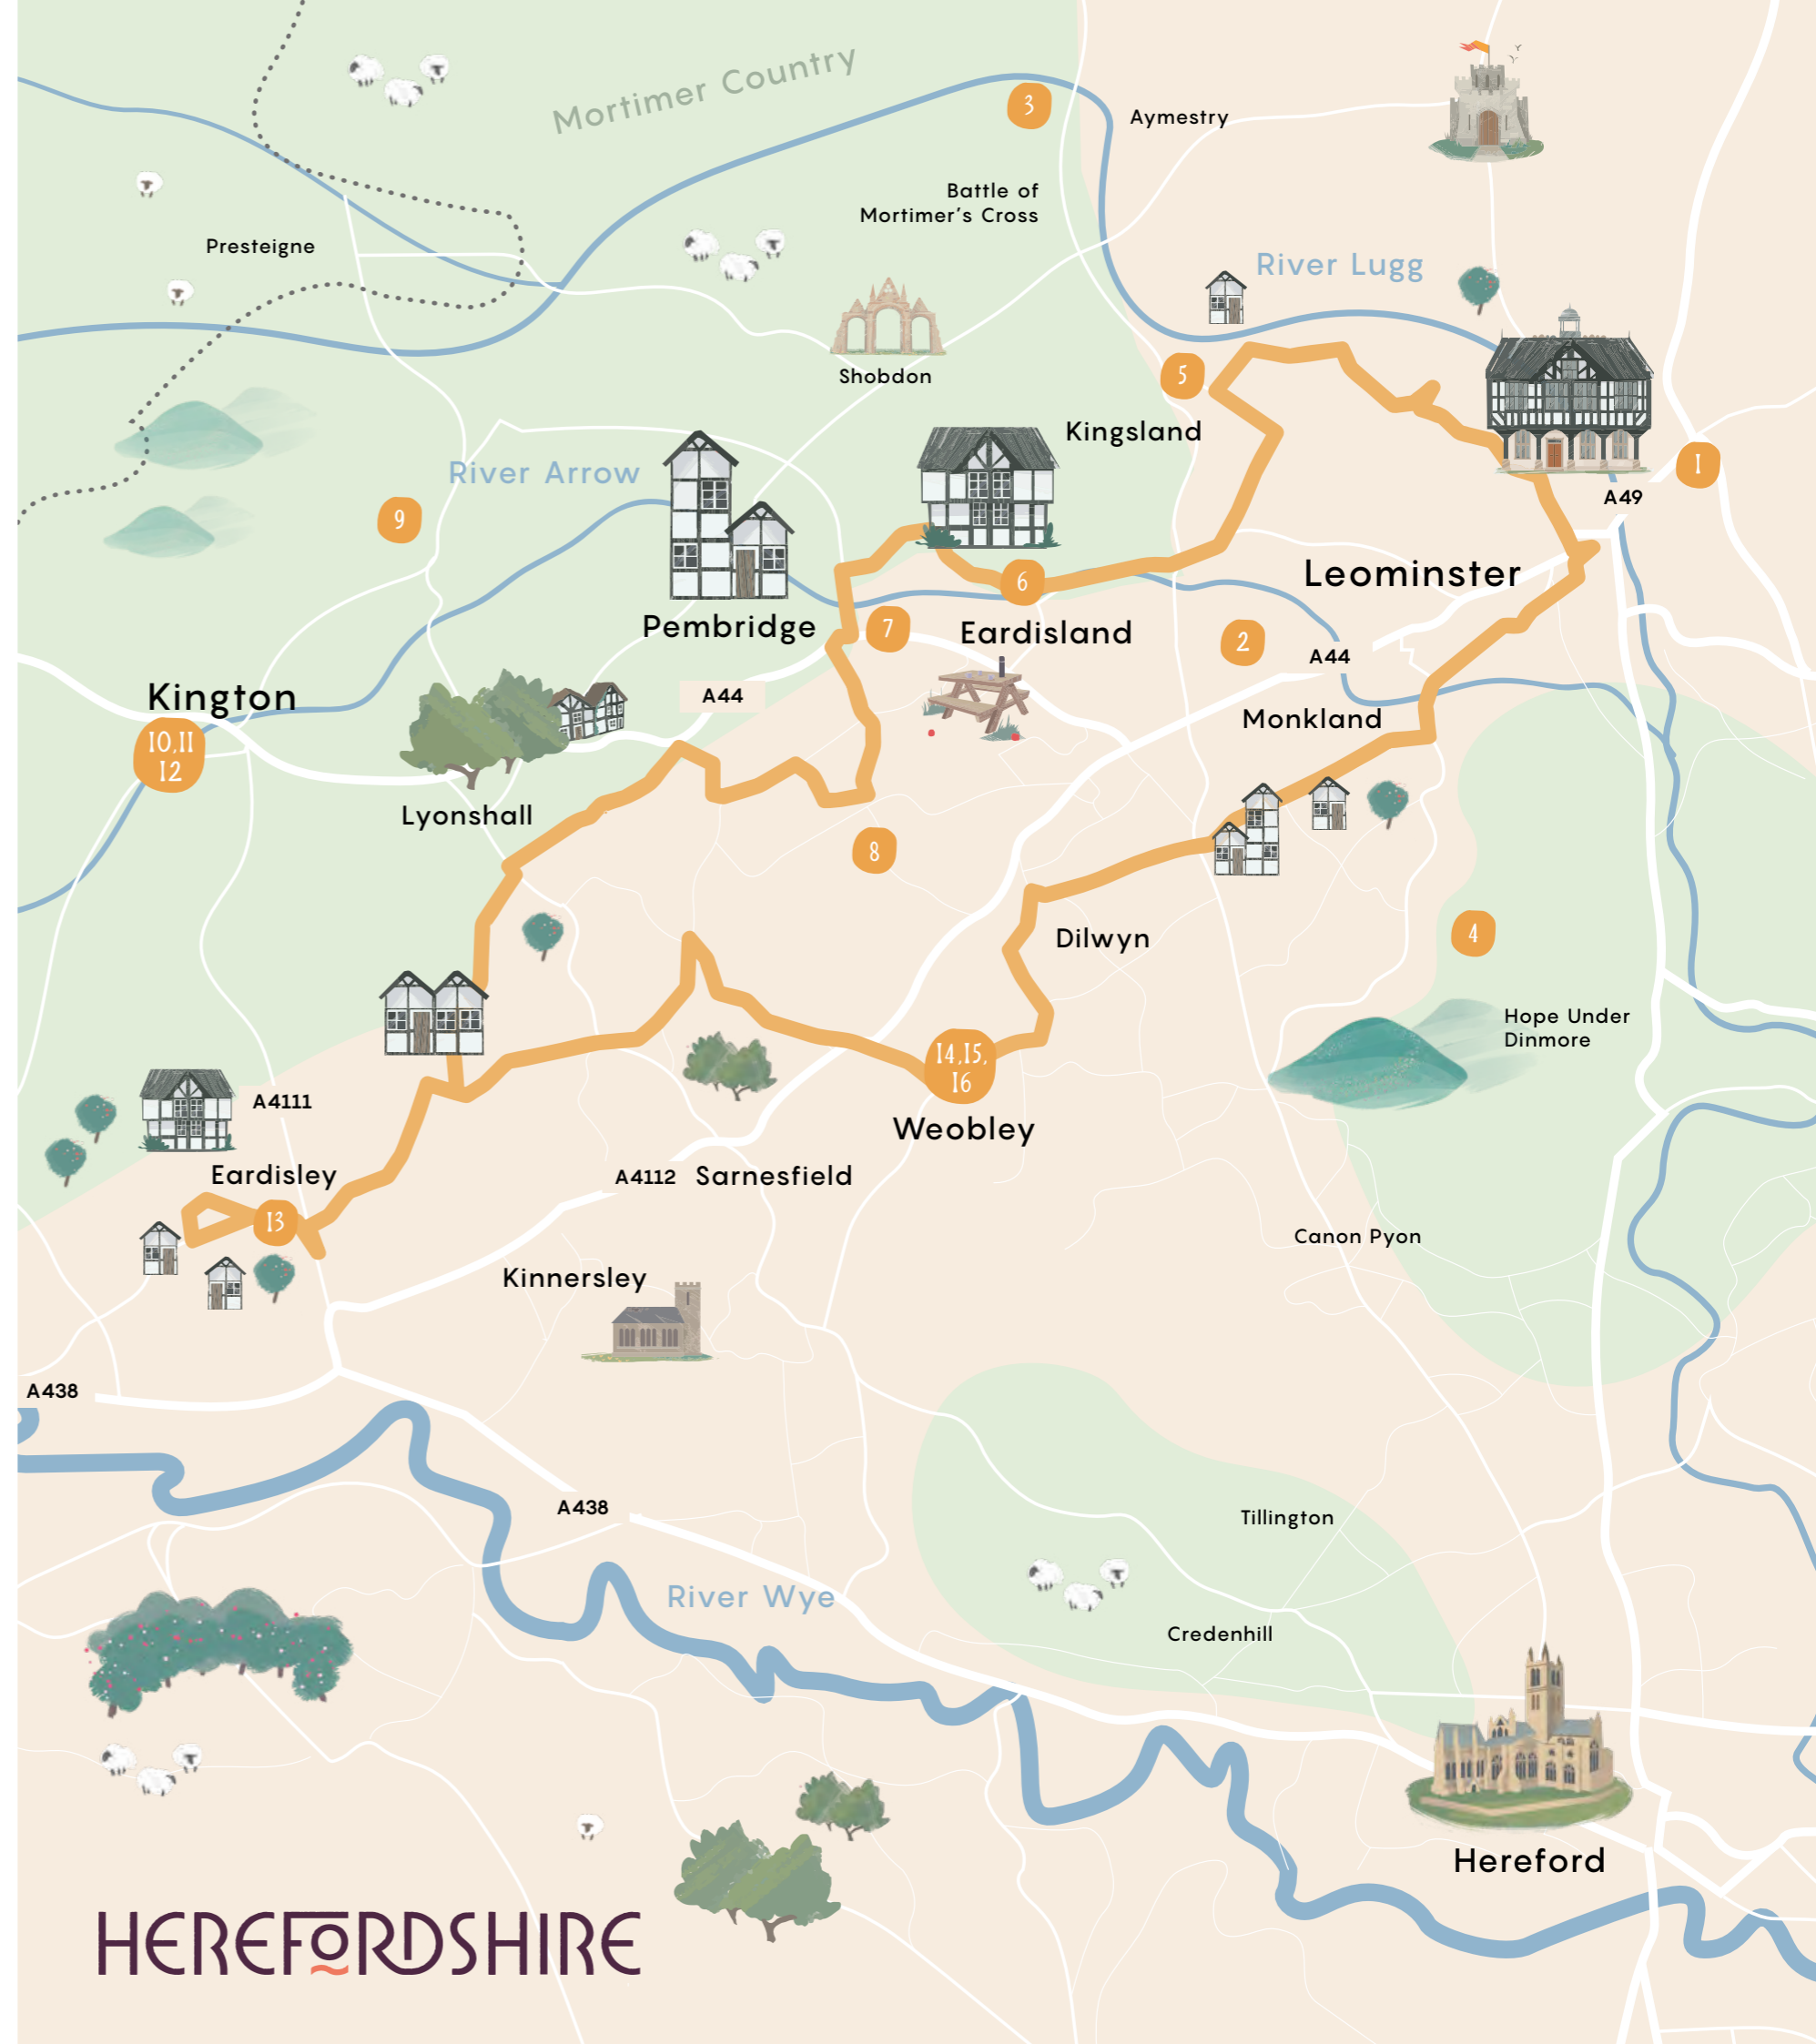 Mortimer Country
3
Aymestry
Battle of
Mortimer's Cross
Presteigne
River Lugg
Shobdon
5
Kingsland
1
River Arrow
A49
9
Leominster
6
Pembridge
7
Eardisland
2
A44
Kington
A44
Monkland
10,11
12
Lyonshall
8
Dilwyn
4
Hope Under
Dinmore
14,15,
16
A4111
Weobley
Eardisley
A4112
Sarnesfield
13
Canon Pyon
Kinnersley
A438
A438
Tillington
River Wye
Credenhill
Hereford
HEREFORDSHIRE